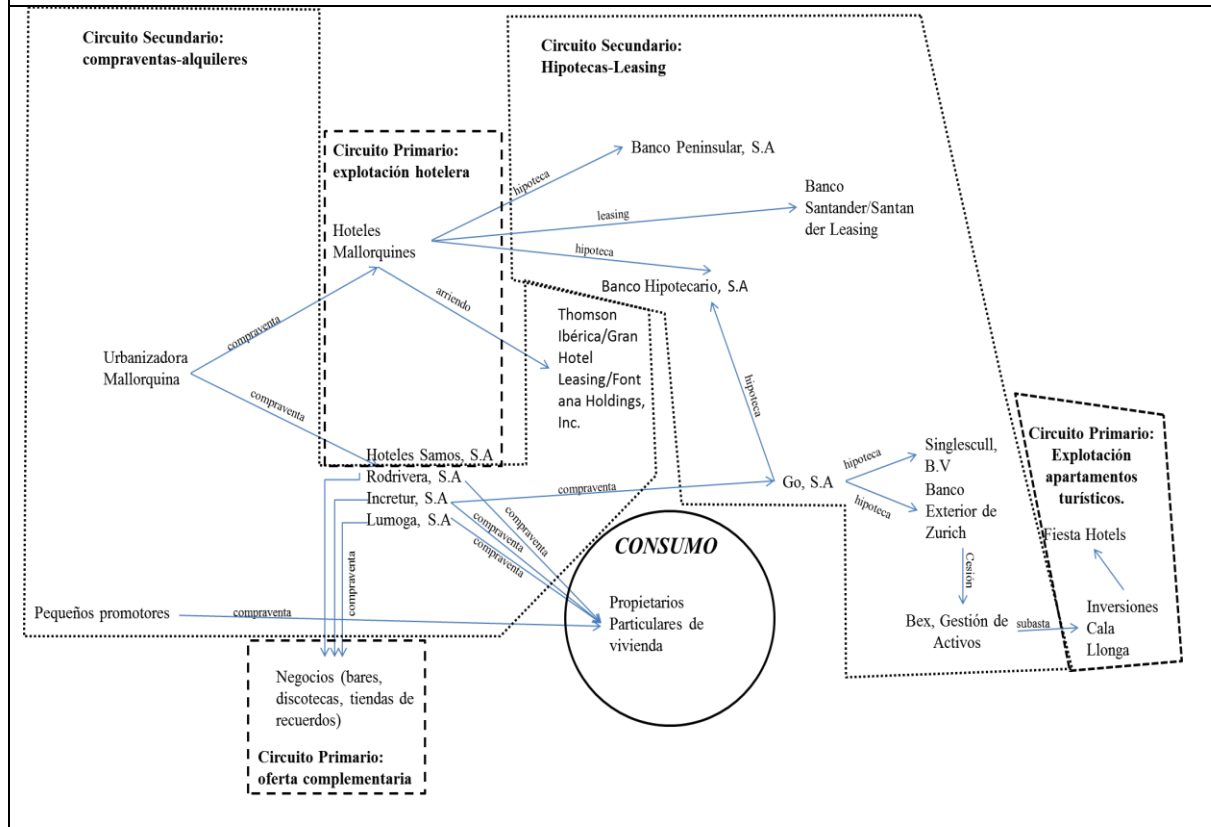 Circuito Secundario:
compraventas-alquileres
Circuito Secundario:
Hipotecas-Leasing
Circuito Primario:
explotación hotelera
Banco Peninsular, S.A
hipoteca
Banco
Santander/Santan
der Leasing
leasing
Hoteles
Mallorquines
hipoteca
Banco Hipotecario, S.A
arriendo
Thomson
Ibérica/Gran
Hotel
Leasing/Font
ana Holdings,
Inc.
compraventa
Urbanizadora
Mallorquina
compraventa
hipoteca
Circuito Primario:
Explotación
apartamentos
turísticos.
Hoteles Samos, S.A
Rodrivera, S.A
Incretur, S.A
Lumoga, S.A
compraventa
compraventa
compraventa
compraventa
Go, S.A
hipoteca
hipoteca
Singlescull,
B.V
Banco
Exterior de
Zurich
Fiesta Hotels
CONSUMO
compraventa
Cesión
Pequeños promotores
compraventa
Propietarios
Particulares de
vivienda
Bex, Gestión de
Activos
subasta
Inversiones
Cala
Llonga
Negocios (bares,
discotecas, tiendas de
recuerdos)
Circuito Primario:
oferta complementaria